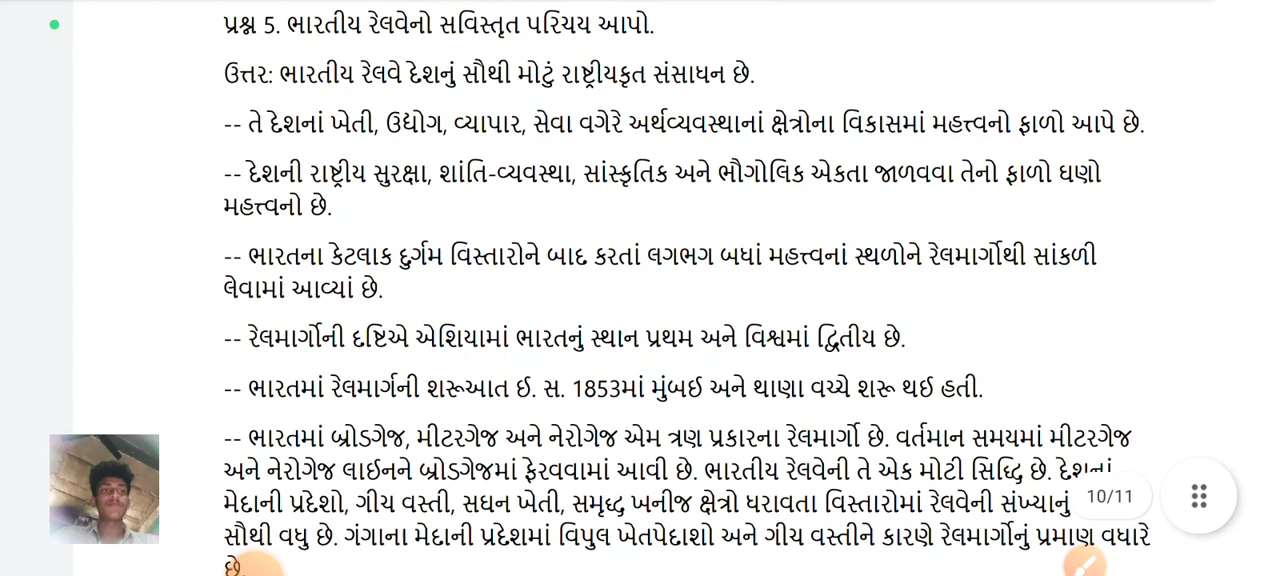 પ્રશ્ન 5. ભારતીય રેલવેનો સવિસ્તૃત પરિચય આપો.
ઉત્તર: ભારતીય રેલવે દેશનું સૌથી મોટું રાષ્ટ્રીયકૃત સંસાધન છે.
-- તે દેશનાં ખેતી, ઉદ્યોગ, વ્યાપાર, સેવા વગેરે અર્થવ્યવસ્થાનાં ક્ષેત્રોના વિકાસમાં મહત્ત્વનો ફાળો આપે છે.
-- દેશની રાષ્ટ્રીય સુરક્ષા, શાંતિ-વ્યવસ્થા, સાંસ્કૃતિક અને ભૌગોલિક એકતા જાળવવા તેનો ફાળો ઘણો
મહત્ત્વનો છે.
-- ભારતના કેટલાક દુર્ગમ વિસ્તારોને બાદ કરતાં લગભગ બધાં મહત્ત્વનાં સ્થળોને રેલમાર્ગોથી સાંકળી
લેવામાં આવ્યાં છે.
-- રેલમાર્ગોની દષ્ટિએ એશિયામાં ભારતનું સ્થાન પ્રથમ અને વિશ્વમાં દ્વિતીય છે.
-- ભારતમાં રેલમાર્ગની શરૂઆત ઈ. સ. 1853માં મુંબઈ અને થાણા વચ્ચે શરૂ થઈ હતી.
-- ભારતમાં બ્રોડગેજ, મીટરગેજ અને નેરોગેજ એમ ત્રણ પ્રકારના રેલમાર્ગો છે. વર્તમાન સમયમાં મીટરગેજ
અને નેરોગેજ લાઈનને બ્રોડગેજમાં ફેરવવામાં આવી છે. ભારતીય રેલવેની તે એક મોટી સિદ્ધિ છે. દેશનાં
મેદાની પ્રદેશો, ગીચ વસ્તી, સઘન ખેતી, સમૃદ્ધ ખનીજ ક્ષેત્રો ધરાવતા વિસ્તારોમાં રેલવેની સંખ્યાનું 10/11
સૌથી વધુ છે. ગંગાના મેદાની પ્રદેશમાં વિપુલ ખેતપેદાશો અને ગીચ વસ્તીને કારણે રેલમાર્ગોનું પ્રમાણ વધારે
છે.